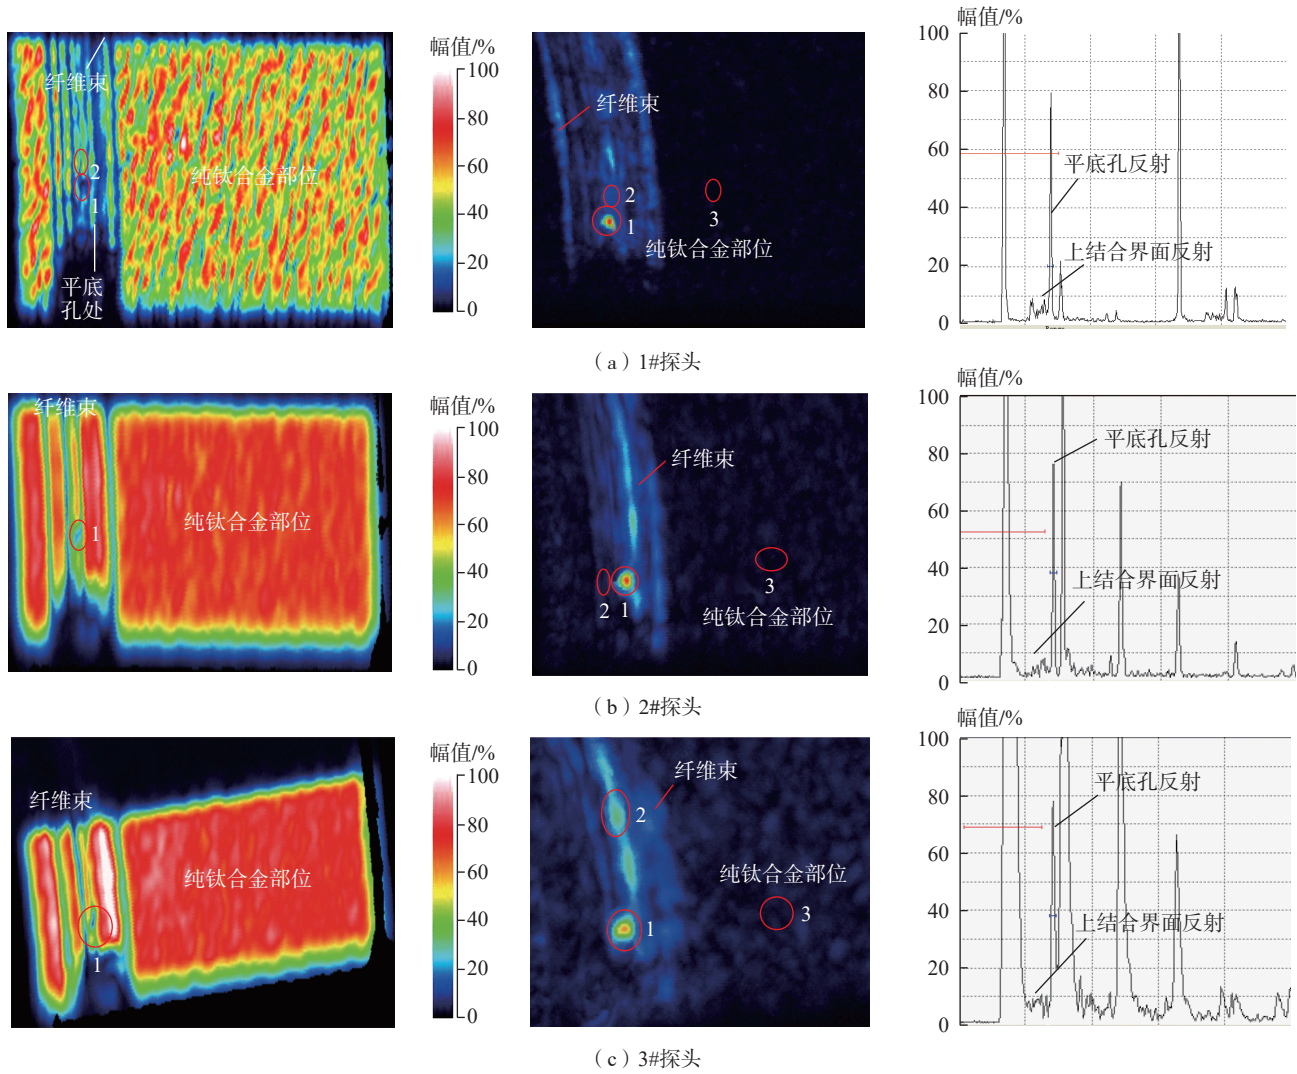 幅值/%
100
80
60
40
20
0
纤维束
2
1
纯钛合金部位
平底
孔处
纤维束
2
1
3
纯钛合金部位
幅值/%
100
80
60
40
20
0
平底孔反射
上结合界面反射
（a）1#探头
幅值/%
100
80
60
40
20
0
纤维束
1
纯钛合金部位
纤维束
2
1
3
纯钛合金部位
幅值/%
100
80
60
40
20
0
平底孔反射
上结合界面反射
（b）2#探头
幅值/%
100
80
60
40
20
0
纤维束
1
纯钛合金部位
纤维束
2
1
纯钛合金部位
3
幅值/%
100
80
60
40
20
0
平底孔反射
上结合界面反射
（c）3#探头